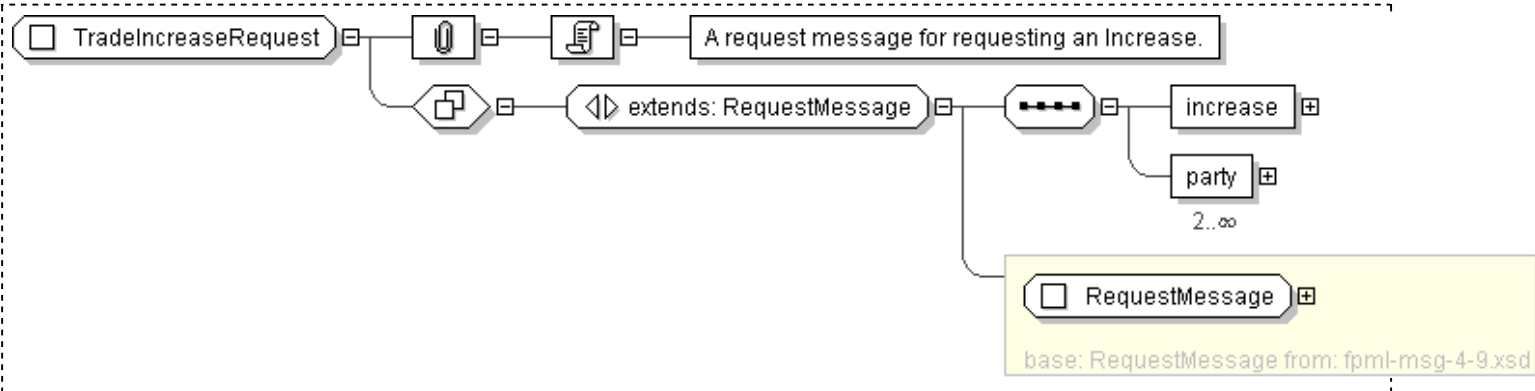 TradeIncreaseRequest
A request message for requesting an Increase.
extends: RequestMessage
increase
party
2..∞
RequestMessage
base: RequestMessage from: fpml-msg-4-9.xsd